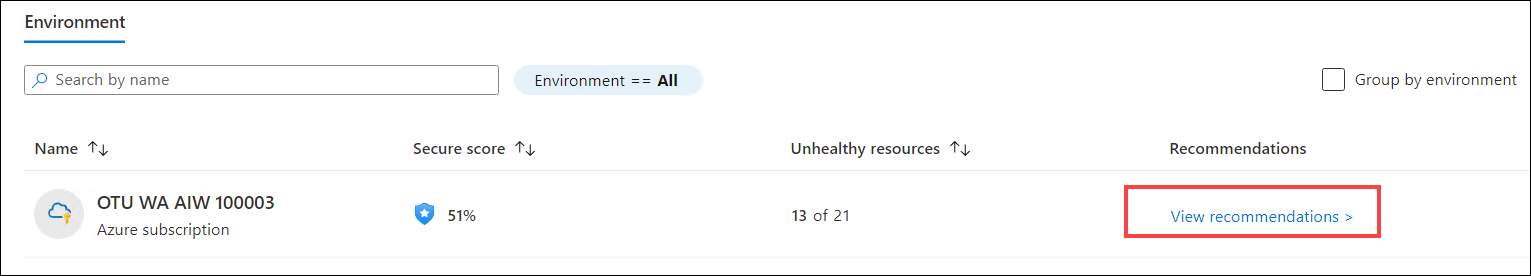 Environment
Search by name
Environment == All
Group by environment
Name
Secure score
Unhealthy resources
Recommendations
OTU WA AIW 100003
Azure subscription
51%
13 of 21
View recommendations >